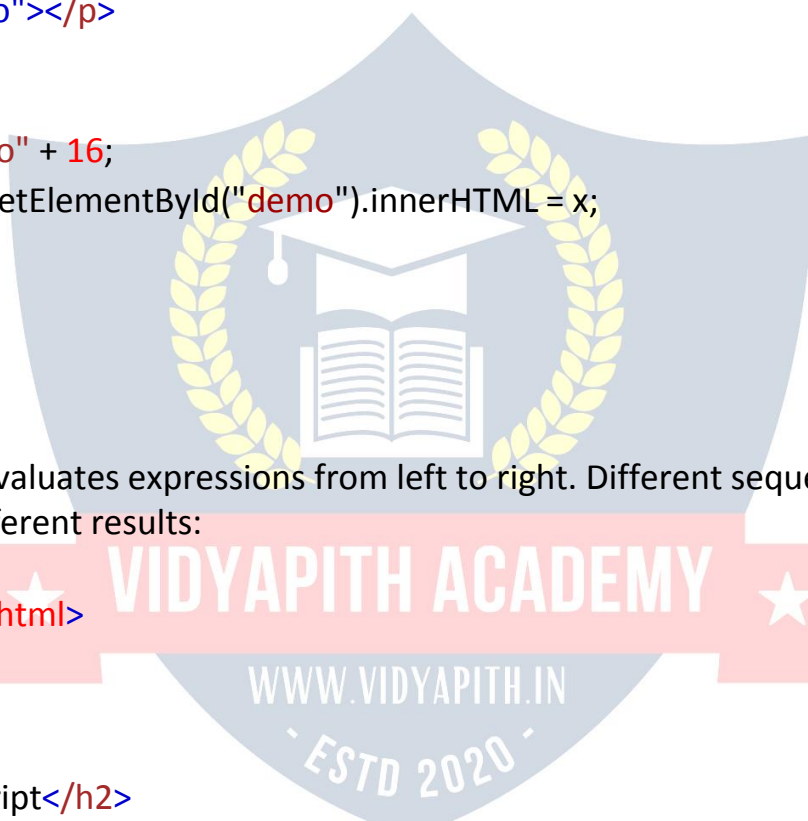 o"></p>
o" + 16;
etElementById("demo").innerHTML = x;
valuates expressions from left to right. Different seque
ferent results:
VIDYAPITH ACADEMY
html>
WWW.VIDYAPITH.IN
- ESTD 2020 -
ript</h2>